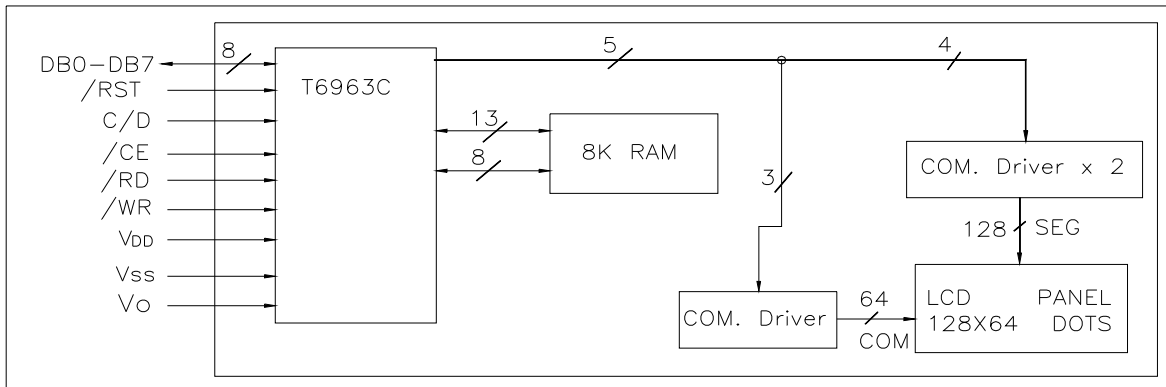 DB0-DB7
/RST
C/D
/CE
/RD
/WR
VDD
Vss
Vo
8
T6963C
5
4
13
8
8K RAM
3
COM. Driver x 2
128 SEG
COM. Driver
64
COM
LCD PANEL
128X64 DOTS